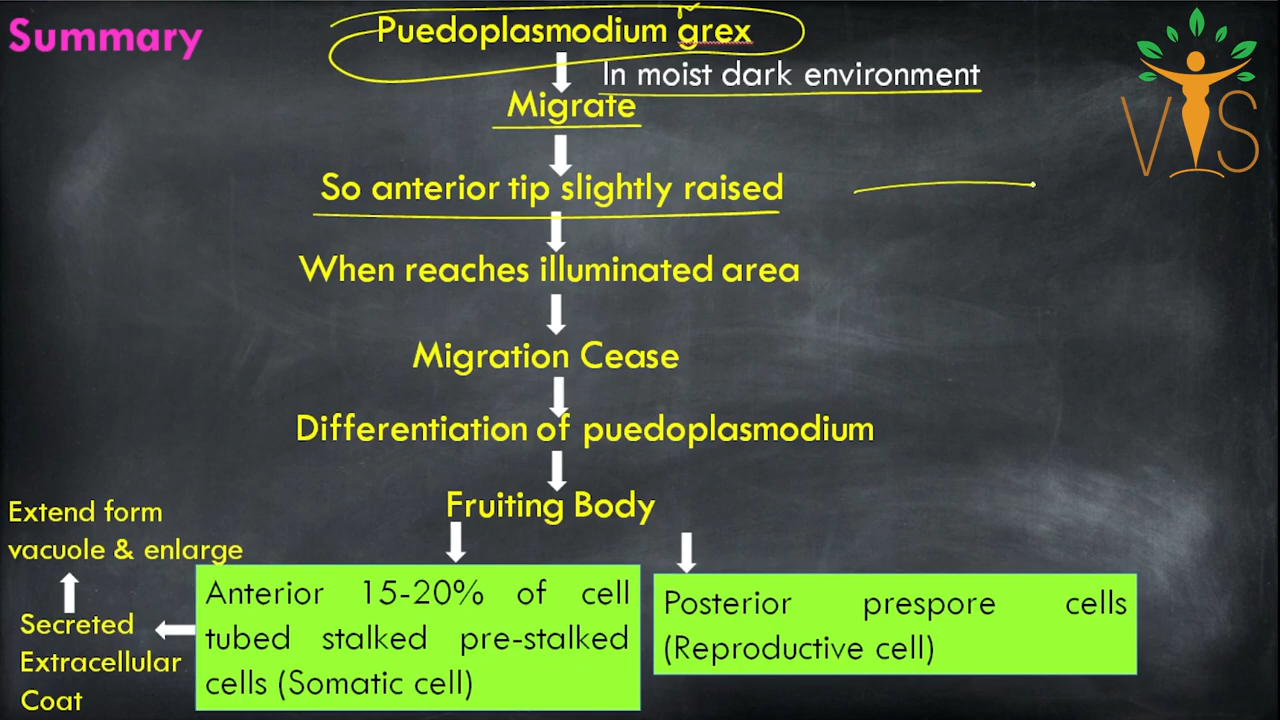 Summary
Puedoplasmodium grex
In moist dark environment
Migrate
So anterior tip slightly raised
When reaches illuminated area
Migration Cease
Differentiation of puedoplasmodium
Fruiting Body
Extend form
vacuole & enlarge
Secreted
Extracellular
Coat
Anterior 15-20% of cell
tubed stalked pre-stalked
cells (Somatic cell)
Posterior prespore cells
(Reproductive cell)
VIS